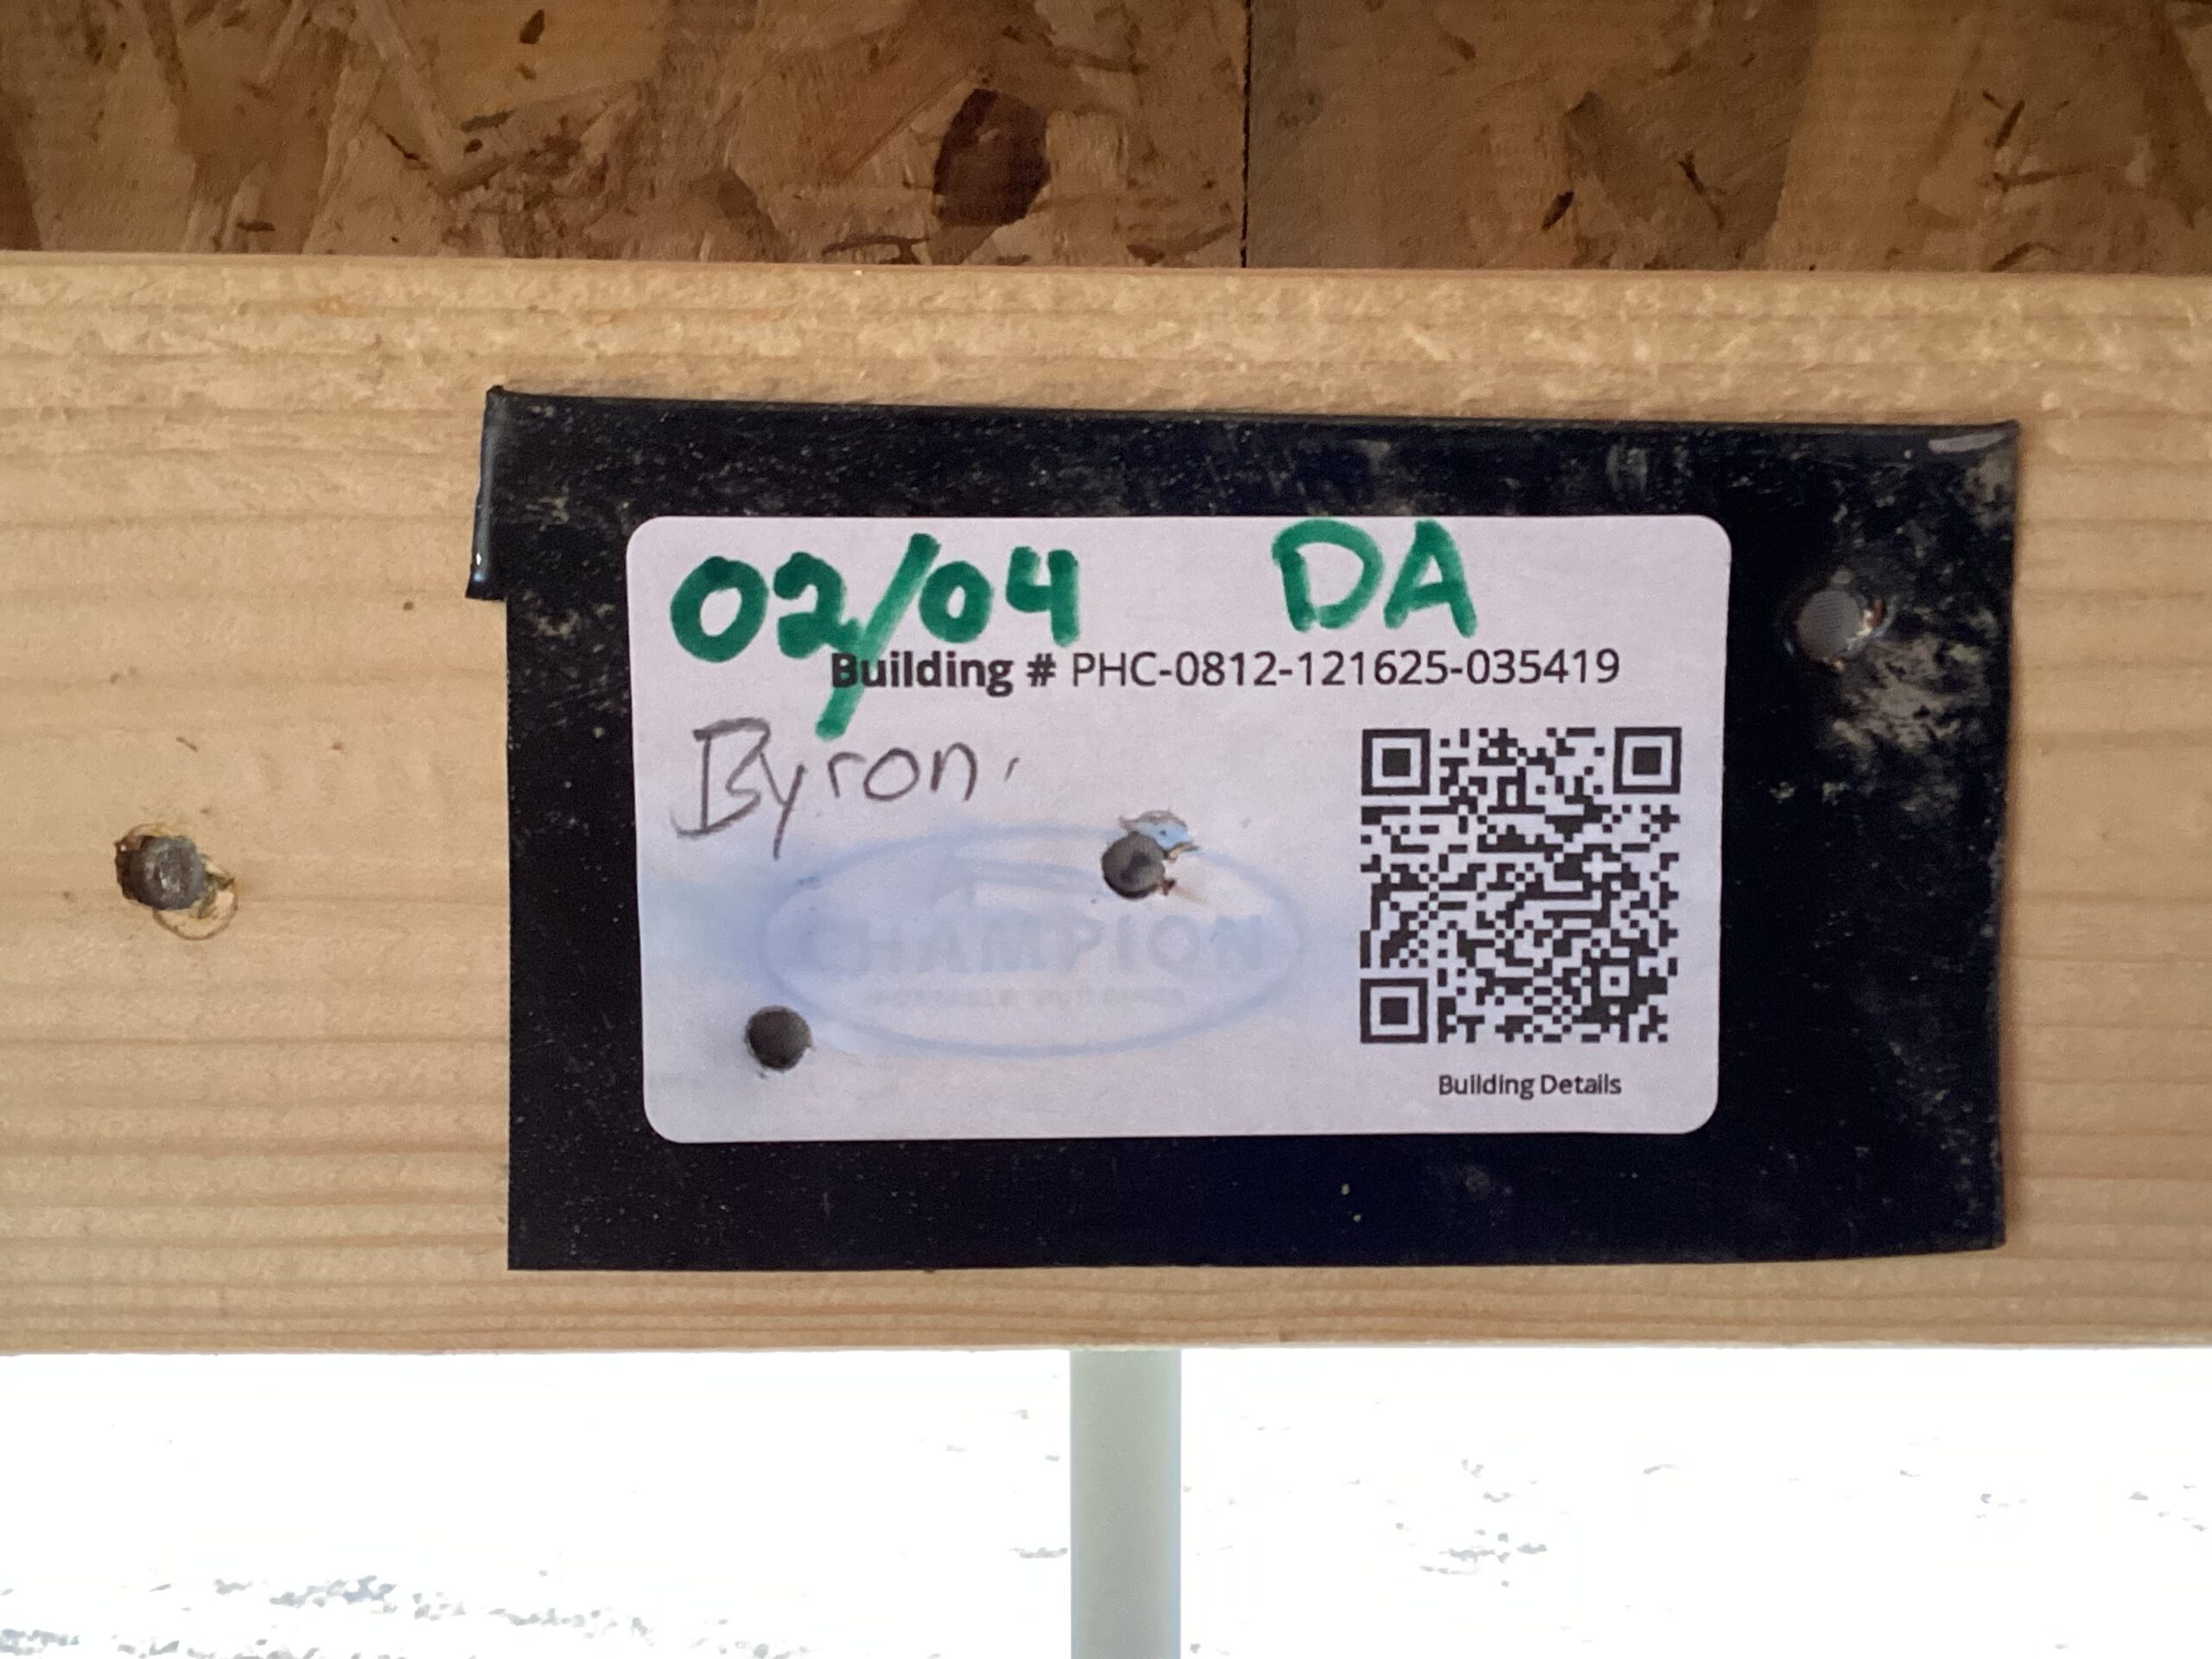 02/04 DA
Building # PHC-0812-121625-035419
Byron
CHAMPION
Building Details